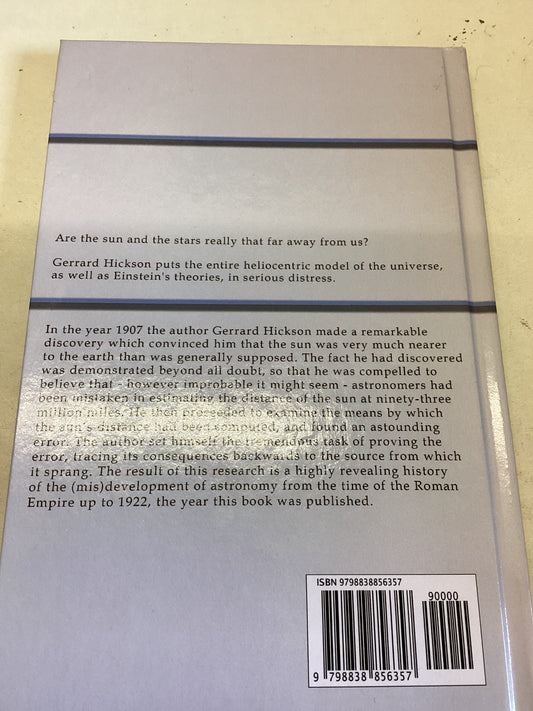 Are the sun and the stars really that far away from us?
Gerrard Hickson puts the entire heliocentric model of the universe,
as well as Einstein's theories, in serious distress.
In the year 1907 the author Gerrard Hickson made a remarkable
discovery which convinced him that the sun was very much nearer
to the earth than was generally supposed. The fact he had discovered
was demonstrated beyond all doubt, so that he was compelled to
believe that - however improbable it might seem - astronomers had
been mistaken in estimating the distance of the sun at ninety-three
million miles. He then proceeded to examine the means by which
the sun's distance had been computed, and found an astounding
error. The author set himself the tremendous task of proving the
error, tracing its consequences backwards to the source from which
it sprang. The result of this research is a highly revealing history
of the (mis)development of astronomy from the time of the Roman
Empire up to 1922, the year this book was published.
ISBN 9798838856357
90000
9 798838 856357